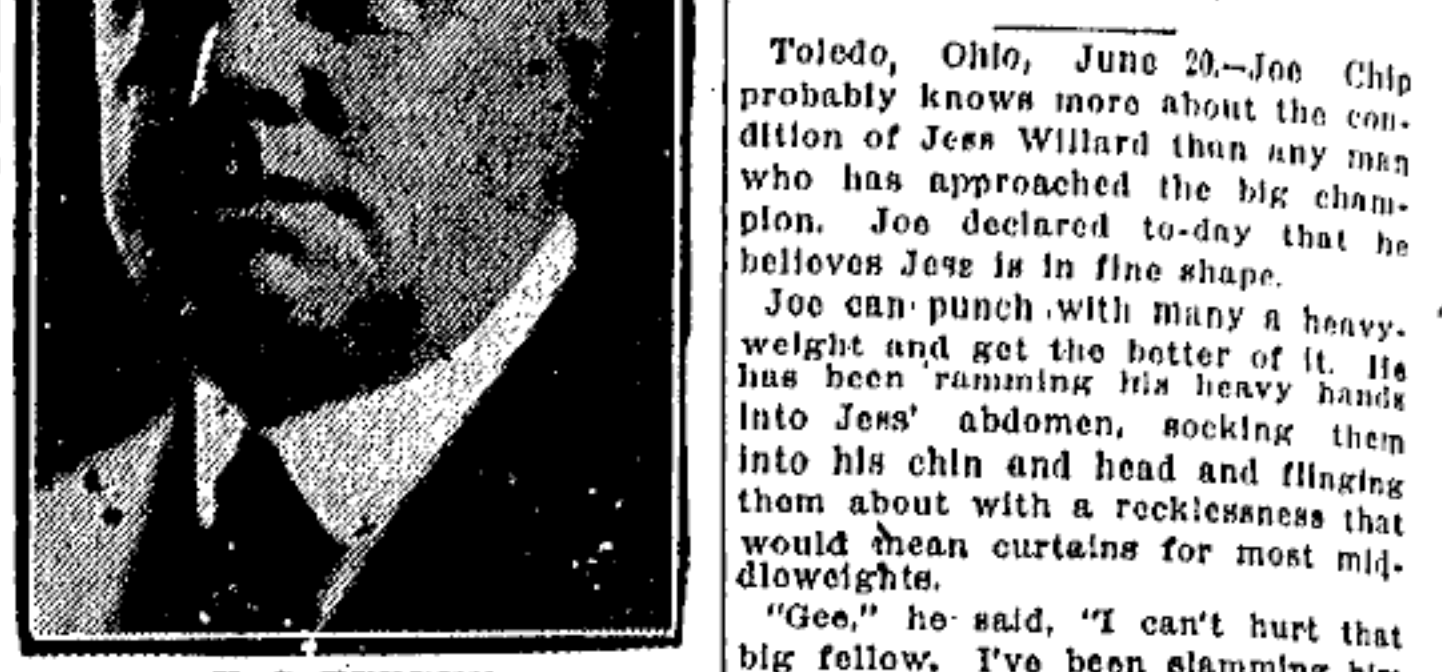 Toledo, Ohio, June 20.—Joe Chip
probably knows more about the con-
dition of Jess Willard than any man
who has approached the big cham-
pion. Joe declared to-day that he
believes Jess is in fine shape.
Joe can punch with many a heavy-
weight and get the better of it. He
has been ramming his heavy hands
into Jess' abdomen, socking them
into his chin and head and flinging
them about with a recklessness that
would mean curtains for most mid-
dleweights.
"Gee," he said, "I can't hurt that
big fellow. I've been slamming